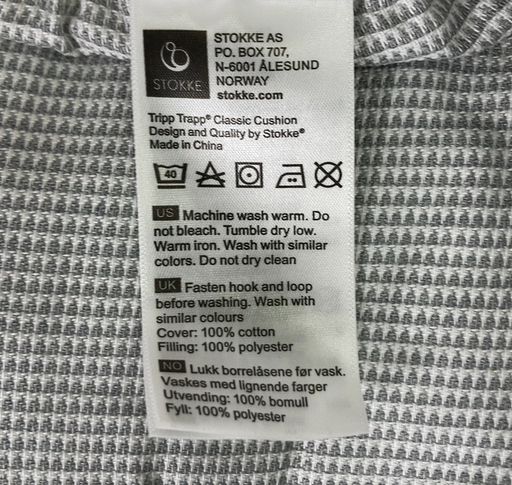 STOKKE
STOKKE AS
PO. BOX 707,
N-6001 ÅLESUND
NORWAY
stokke.com
Tripp Trapp® Classic Cushion
Design and Quality by Stokke®
Made in China
40
US Machine wash warm. Do
not bleach. Tumble dry low.
Warm iron. Wash with similar
colors. Do not dry clean
UK Fasten hook and loop
before washing. Wash with
similar colours
Cover: 100% cotton
Filling: 100% polyester
NO Lukk borrelåsene før vask.
Vaskes med lignende farger
Utvending: 100% bomull
Fyll: 100% polyester